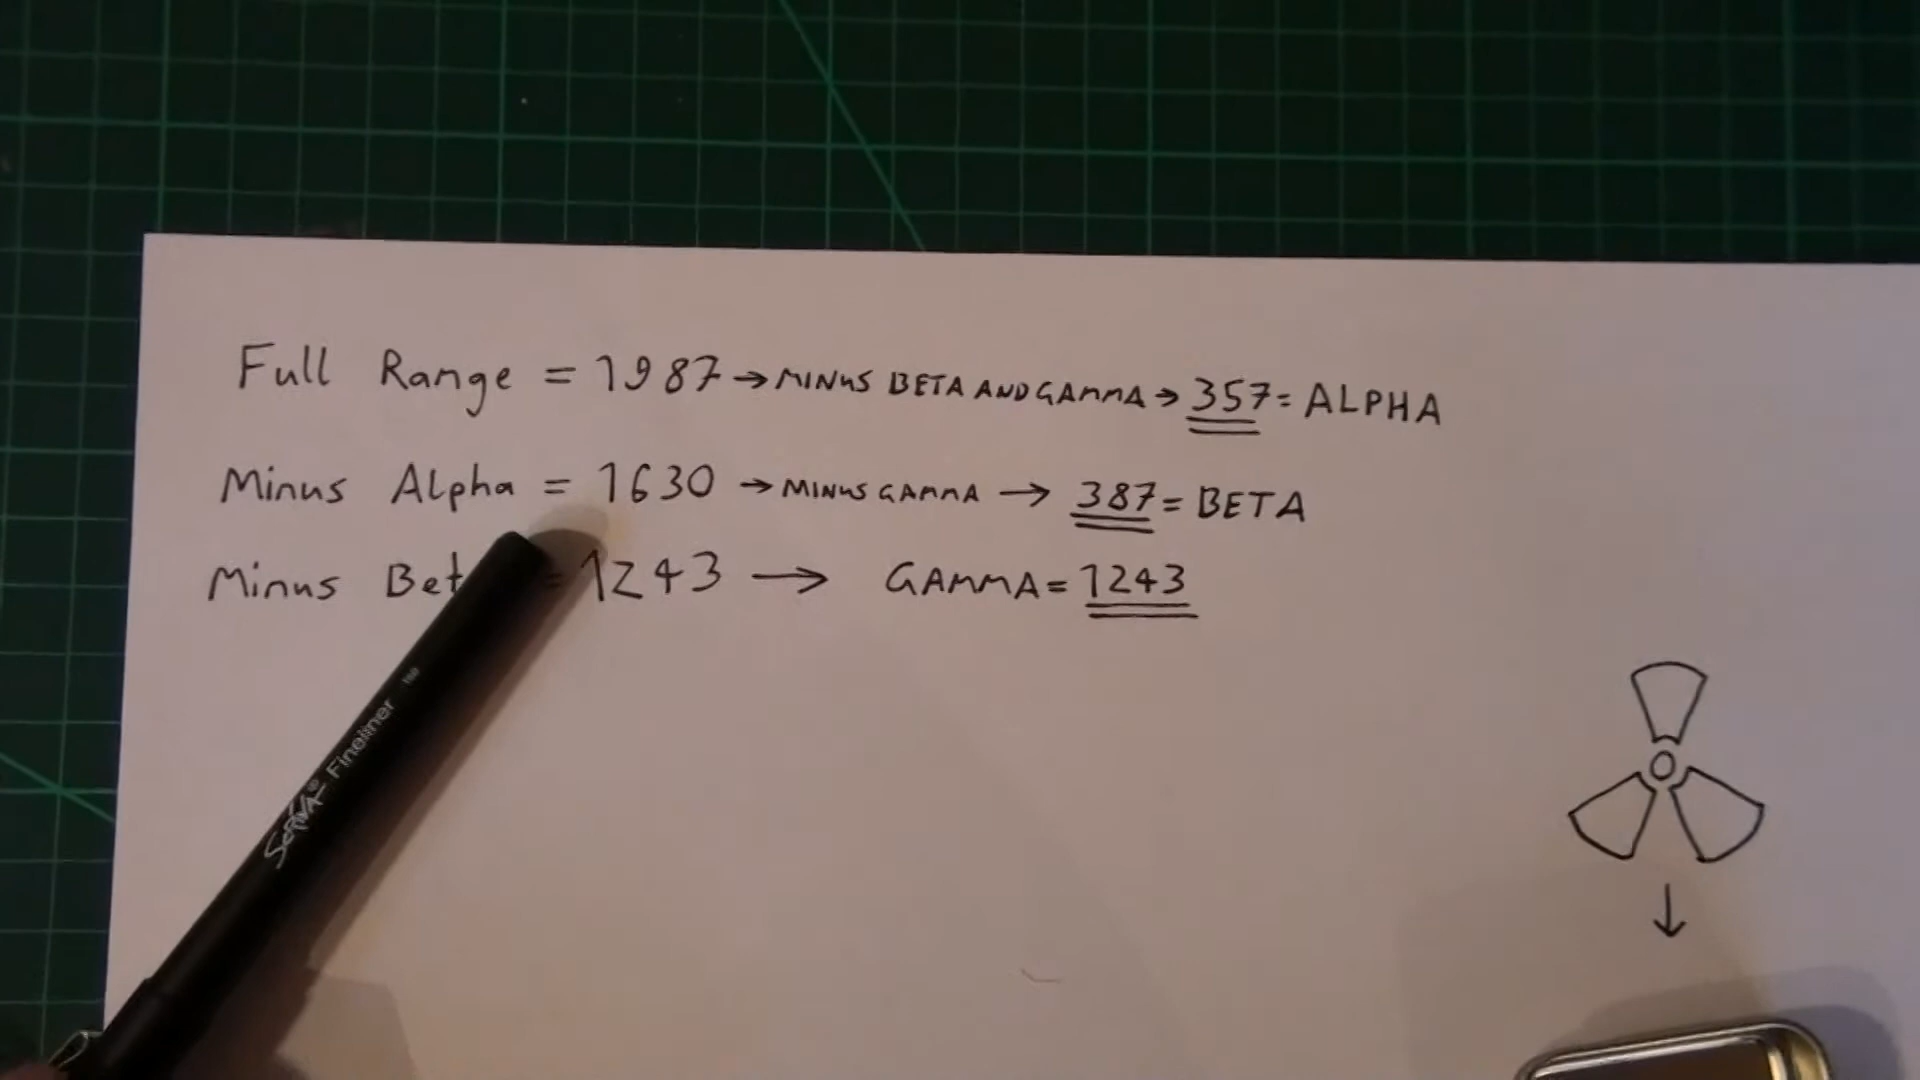 Full Range = 1987 → MINUS BETA AND GAMMA → 357 = ALPHA
Minus Alpha = 1630 → MINUS GAMMA → 387 = BETA
Minus Bet = 1243 → GAMMA = 1243
Scriva® Fineliner